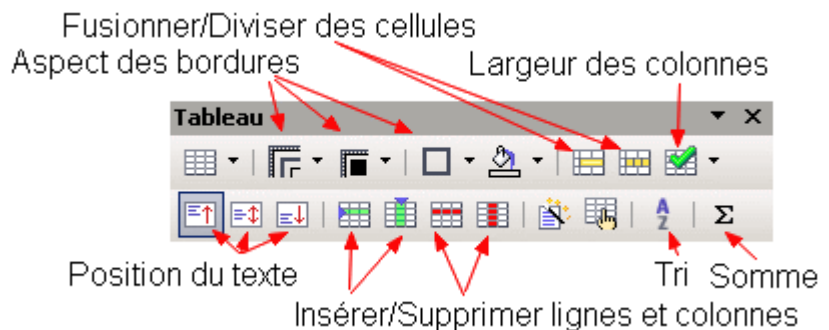 Fusionner/Diviser des cellules
Aspect des bordures
Largeur des colonnes
Tableau
A
Z
Σ
Position du texte
Tri
Somme
Insérer/Supprimer lignes et colonnes